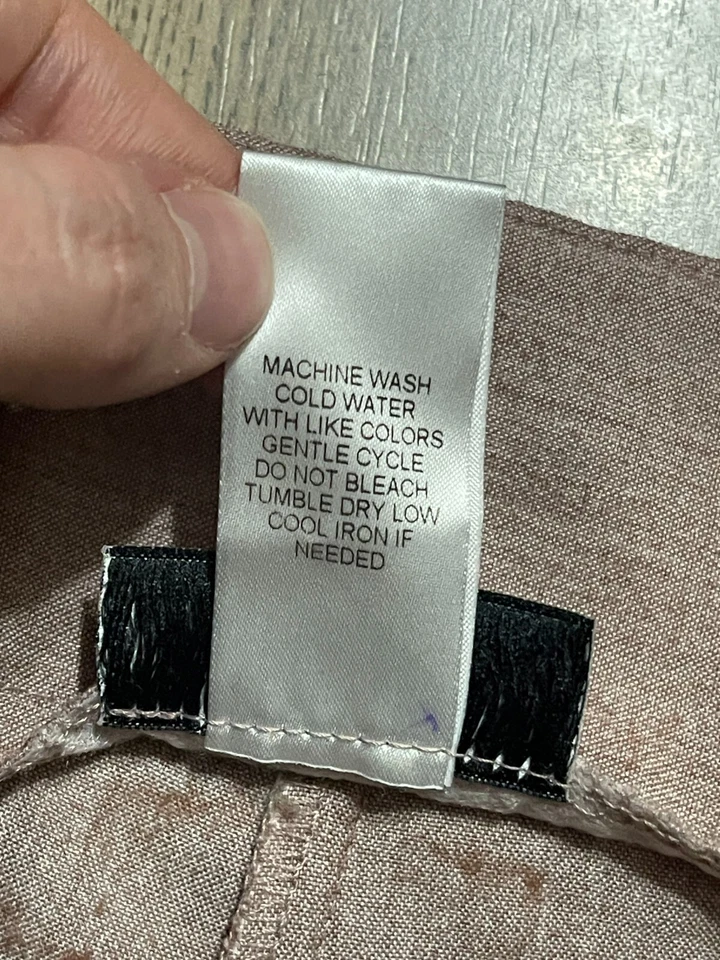 MACHINE WASH
COLD WATER
WITH LIKE COLORS
GENTLE CYCLE
DO NOT BLEACH
TUMBLE DRY LOW
COOL IRON IF
NEEDED